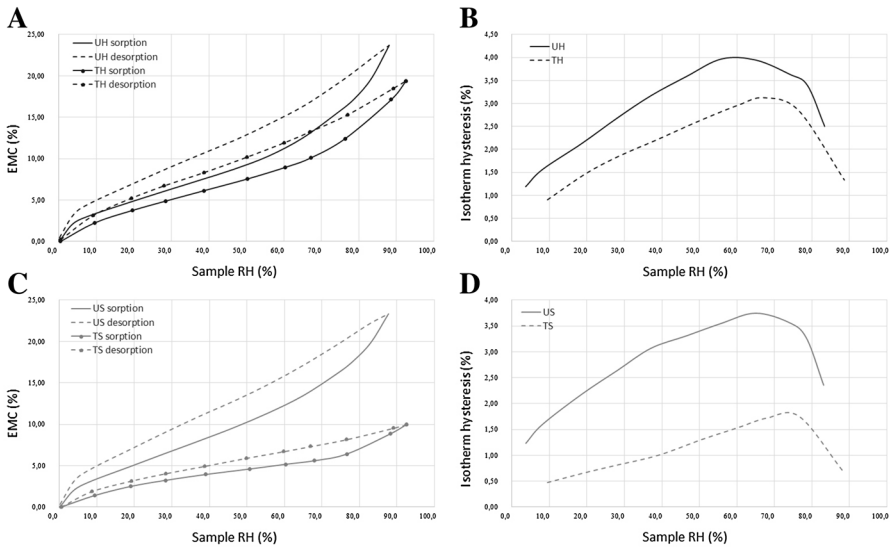 A
UH sorption
UH desorption
TH sorption
TH desorption
EMC (%)
25,00
20,00
15,00
10,00
5,00
0,00
0,0 10,0 20,0 30,0 40,0 50,0 60,0 70,0 80,0 90,0 100,0
Sample RH (%)
B
UH
TH
Isotherm hysteresis (%)
4,50
4,00
3,50
3,00
2,50
2,00
1,50
1,00
0,50
0,00
0,0 10,0 20,0 30,0 40,0 50,0 60,0 70,0 80,0 90,0 100,0
Sample RH (%)
C
US sorption
US desorption
TS sorption
TS desorption
EMC (%)
25,00
20,00
15,00
10,00
5,00
0,00
0,0 10,0 20,0 30,0 40,0 50,0 60,0 70,0 80,0 90,0 100,0
Sample RH (%)
D
US
TS
Isotherm hysteresis (%)
4,00
3,50
3,00
2,50
2,00
1,50
1,00
0,50
0,00
0,0 10,0 20,0 30,0 40,0 50,0 60,0 70,0 80,0 90,0 100,0
Sample RH (%)